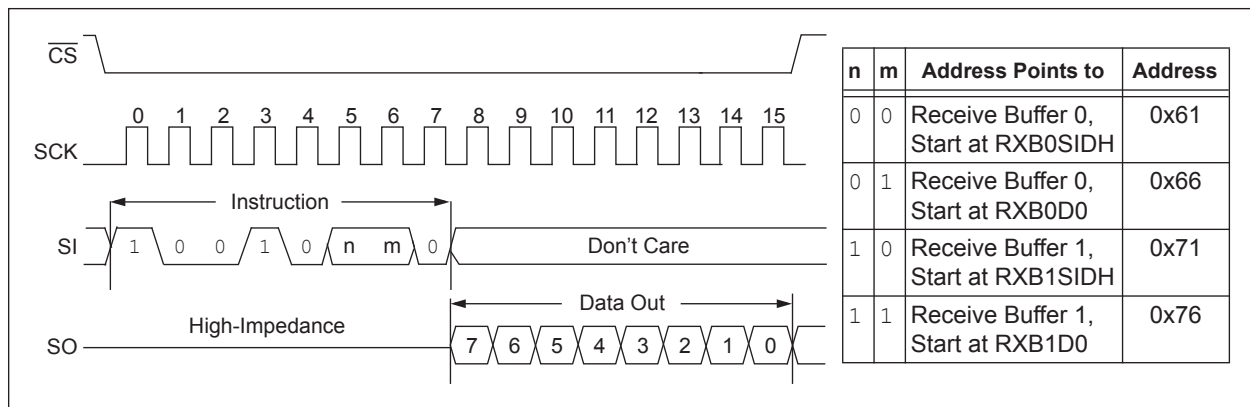 CS
0 1 2 3 4 5 6 7 8 9 10 11 12 13 14 15
SCK
Instruction
SI 1 0 0 1 0 n m 0 Don't Care
Data Out
High-Impedance
SO 7 6 5 4 3 2 1 0
n m Address Points to Address
0 0 Receive Buffer 0, 0x61
Start at RXB0SIDH
0 1 Receive Buffer 0, 0x66
Start at RXB0D0
1 0 Receive Buffer 1, 0x71
Start at RXB1SIDH
1 1 Receive Buffer 1, 0x76
Start at RXB1D0